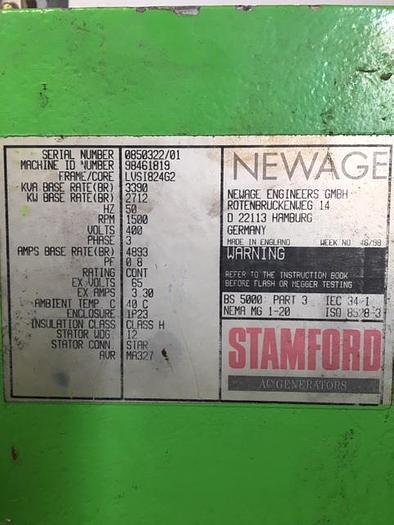 SERIAL NUMBER 0850322/01
MACHINE ID NUMBER 98461819
FRAME/CORE LVSI824G2
KVA BASE RATE(BR) 3390
KW BASE RATE(BR) 2712
HZ 50
RPM 1500
VOLTS 400
PHASE 3
AMPS BASE RATE(BR) 4893
PF 0.8
RATING CONT
EX VOLTS 65
EX AMPS 3.30
AMBIENT TEMP C 40 C
ENCLOSURE IP23
INSULATION CLASS CLASS H
STATOR WDG 12
STATOR CONN. STAR
AVR MA327
NEWAGE
NEWAGE ENGINEERS GMBH
ROTENBRUCKENWEG 14
D 22113 HAMBURG
GERMANY
MADE IN ENGLAND WEEK NO 46/98
WARNING
REFER TO THE INSTRUCTION BOOK
BEFORE FLASH OR MEGGER TESTING
BS 5000 PART 3 IEC 34-1
NEMA MG 1-20 ISO 8528-3
STAMFORD
AC GENERATORS